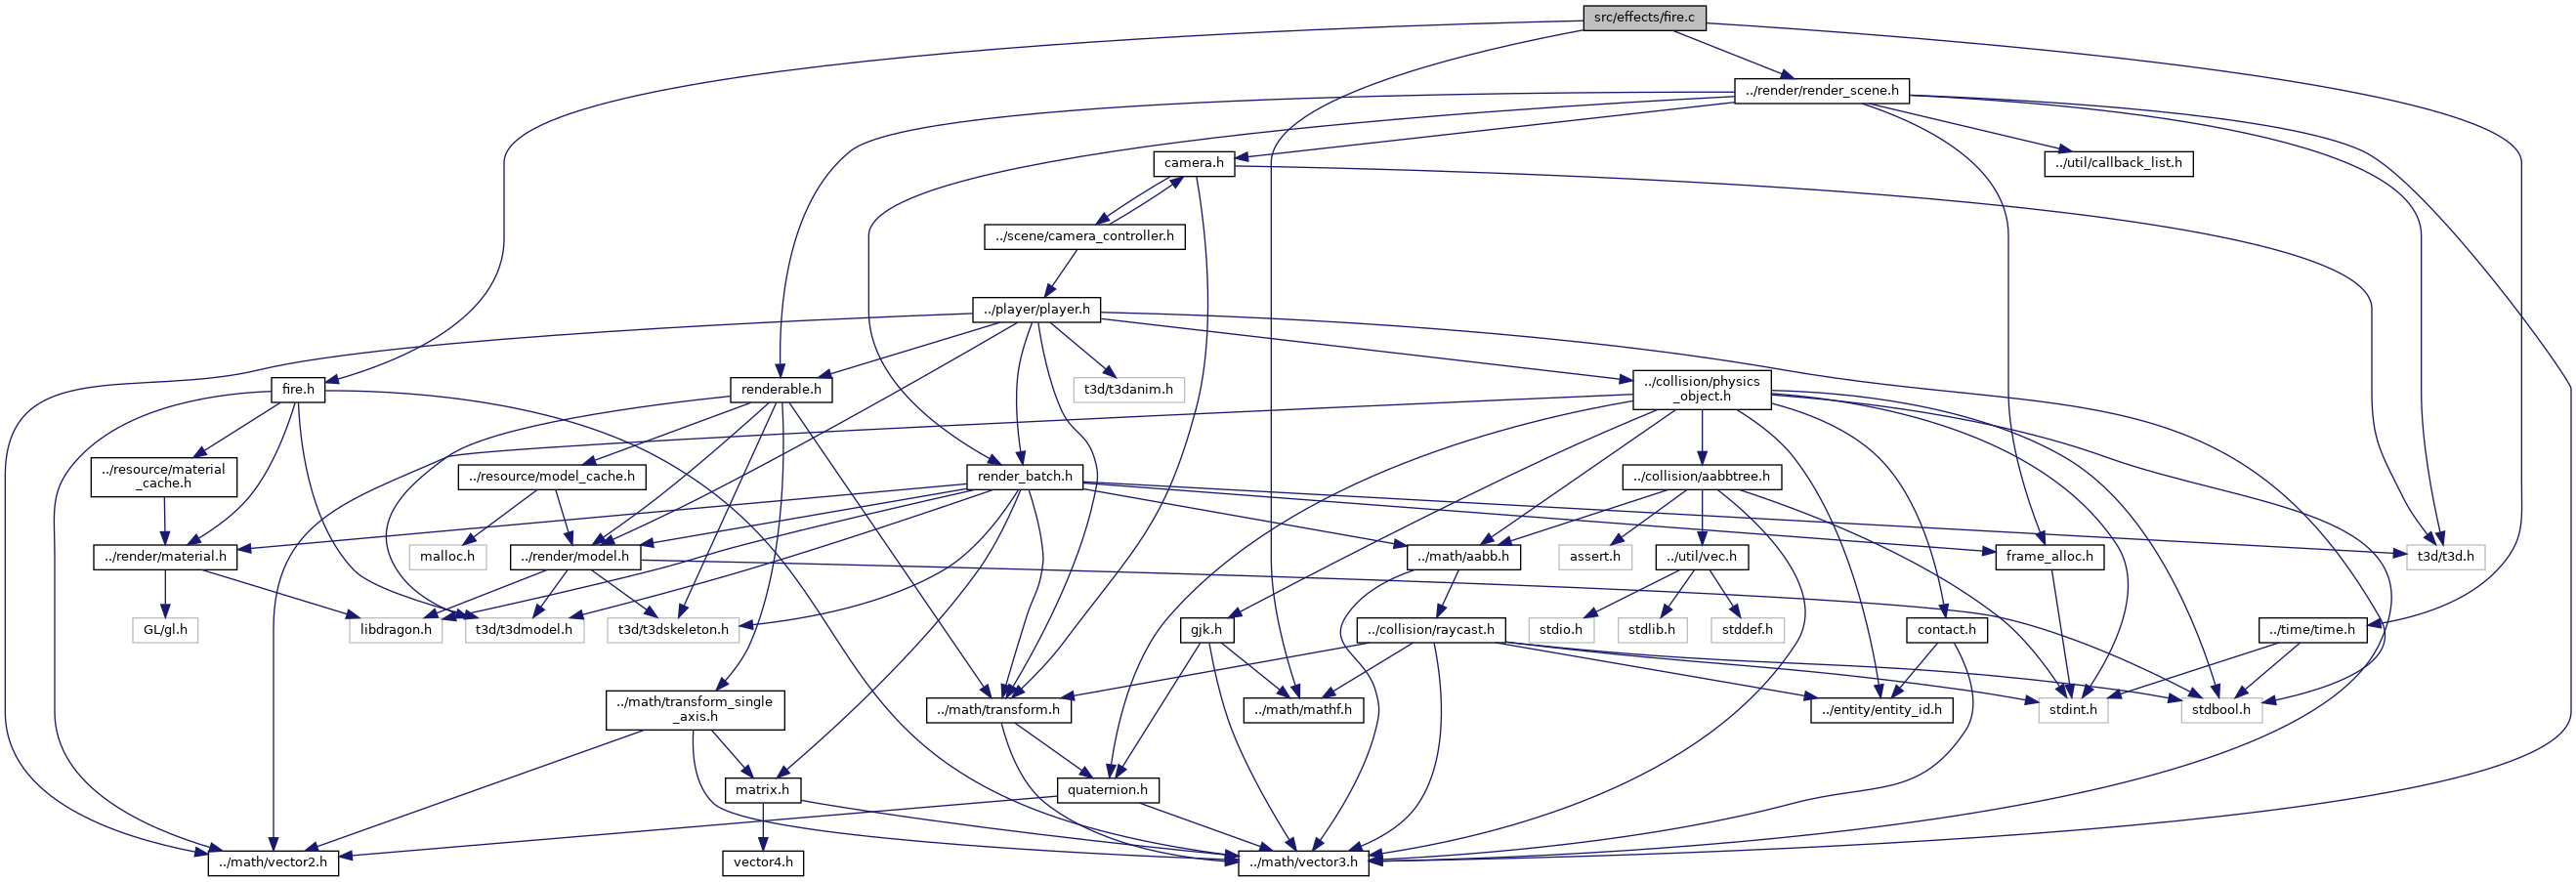 src/effects/fire.c
../render/render_scene.h
camera.h
../util/callback_list.h
../scene/camera_controller.h
../player/player.h
fire.h
renderable.h
t3d/t3danim.h
../collision/physics
_object.h
../resource/material
_cache.h
../resource/model_cache.h
render_batch.h
../collision/aabbtree.h
../render/material.h
malloc.h
../render/model.h
../math/aabb.h
assert.h
../util/vec.h
frame_alloc.h
t3d/t3d.h
GL/gl.h
libdragon.h
t3d/t3dmodel.h
t3d/t3dskeleton.h
gjk.h
../collision/raycast.h
stdio.h
stdlib.h
stddef.h
contact.h
../time/time.h
../math/transform_single
_axis.h
../math/transform.h
../math/mathf.h
../entity/entity_id.h
stdint.h
stdbool.h
matrix.h
quaternion.h
../math/vector2.h
vector4.h
../math/vector3.h